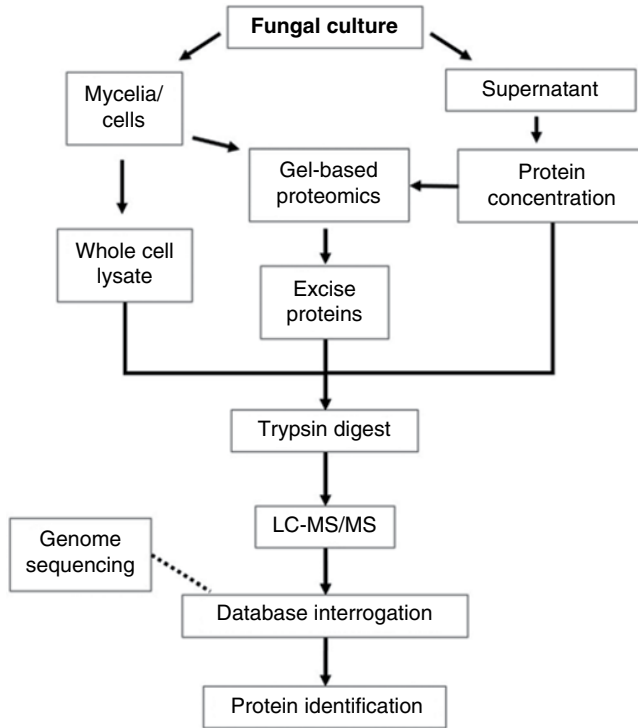 Fungal culture
Mycelia/
cells
Supernatant
Gel-based
proteomics
Protein
concentration
Whole cell
lysate
Excise
proteins
Trypsin digest
LC-MS/MS
Genome
sequencing
Database interrogation
Protein identification